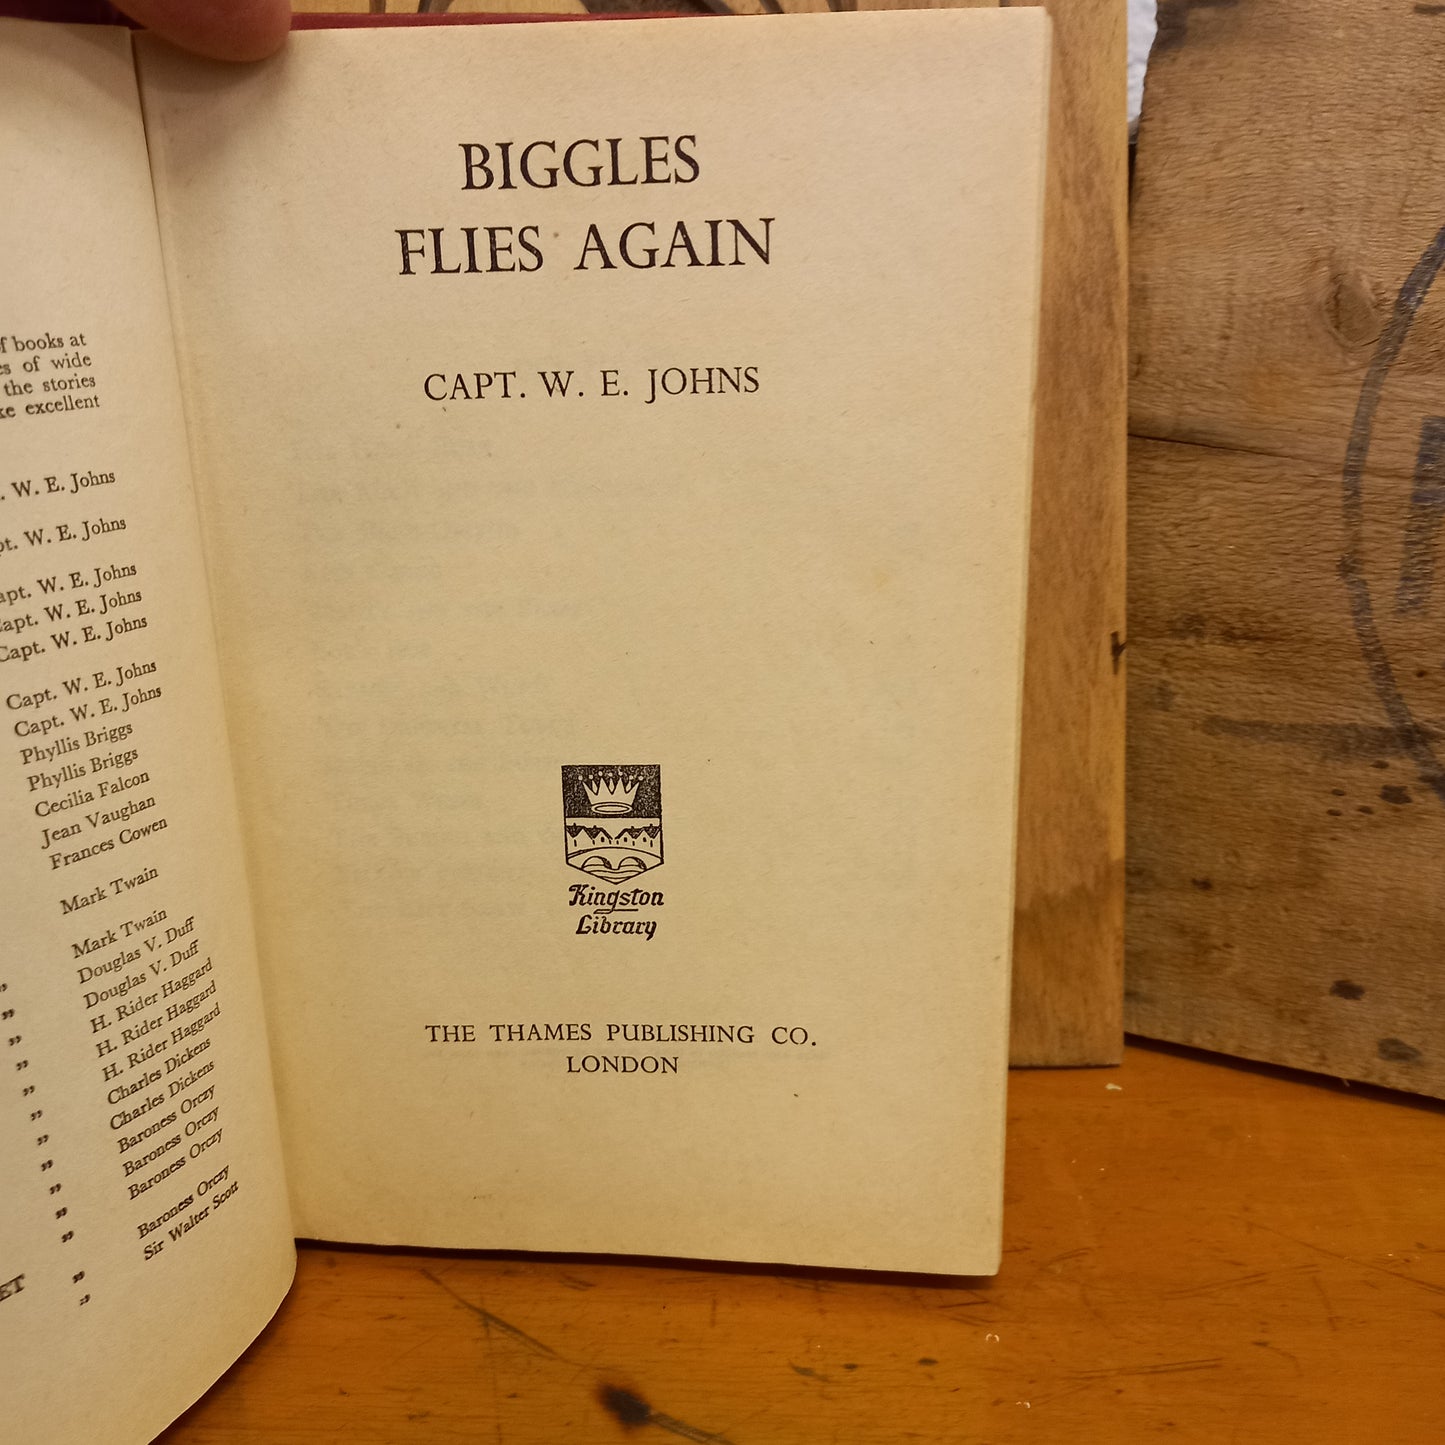 f books at
of wide
the stories
excellent
W. E. Johns
W. E. Johns
W. E. Johns
W. E. Johns
Capt. W. E. Johns
Capt. W. E. Johns
Capt. W. E. Johns
Phyllis Briggs
Phyllis Briggs
Cecilia Falcon
Jean Vaughan
Frances Cowen
Mark Twain
Mark Twain
Douglas V. Duff
Douglas V. Duff
" H. Rider Haggard
" H. Rider Haggard
" H. Rider Haggard
" Charles Dickens
" Charles Dickens
" Baroness Orczy
" Baroness Orczy
" Baroness Orczy
" Baroness Orczy
" Sir Walter Scott
ET "
"
BIGGLES
FLIES AGAIN
CAPT. W. E. JOHNS
Kingston
Library
THE THAMES PUBLISHING CO.
LONDON